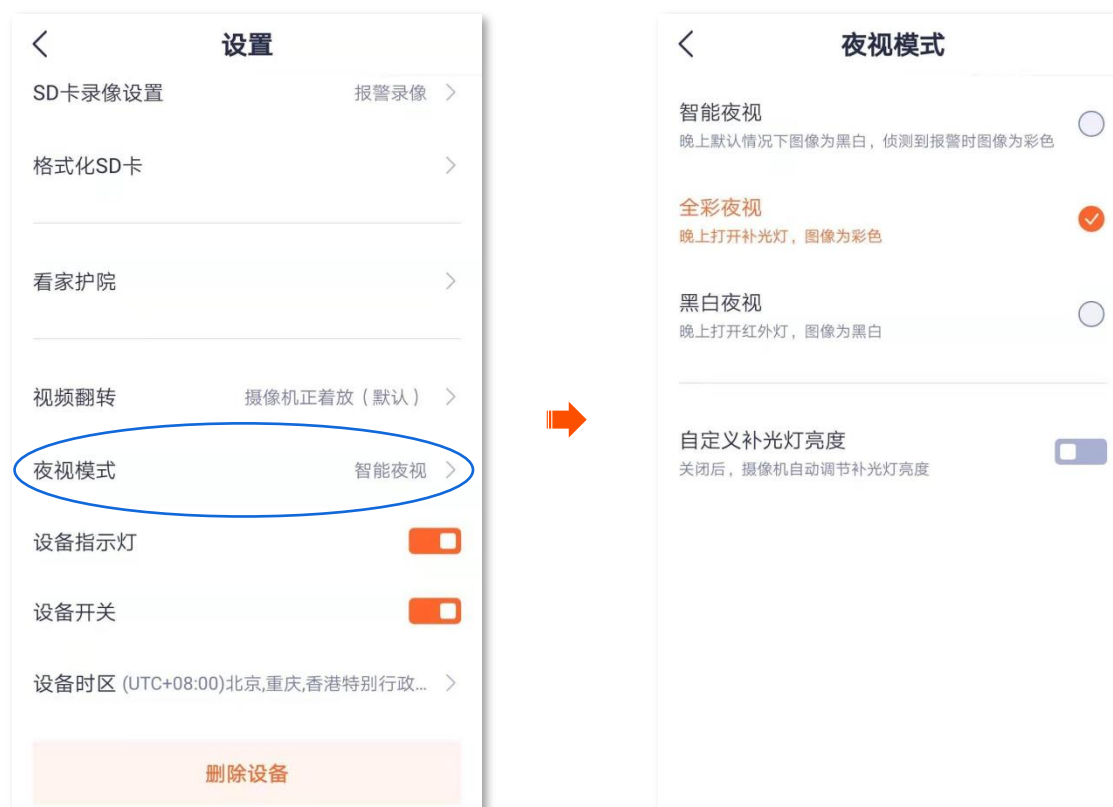 设置
SD卡录像设置 报警录像
格式化SD卡
看家护院
视频翻转 摄像机正着放（默认）
夜视模式 智能夜视
设备指示灯
设备开关
设备时区 (UTC+08:00)北京,重庆,香港特别行政...
删除设备
夜视模式
智能夜视
晚上默认情况下图像为黑白，侦测到报警时图像为彩色
全彩夜视
晚上打开补光灯，图像为彩色
黑白夜视
晚上打开红外灯，图像为黑白
自定义补光灯亮度
关闭后，摄像机自动调节补光灯亮度